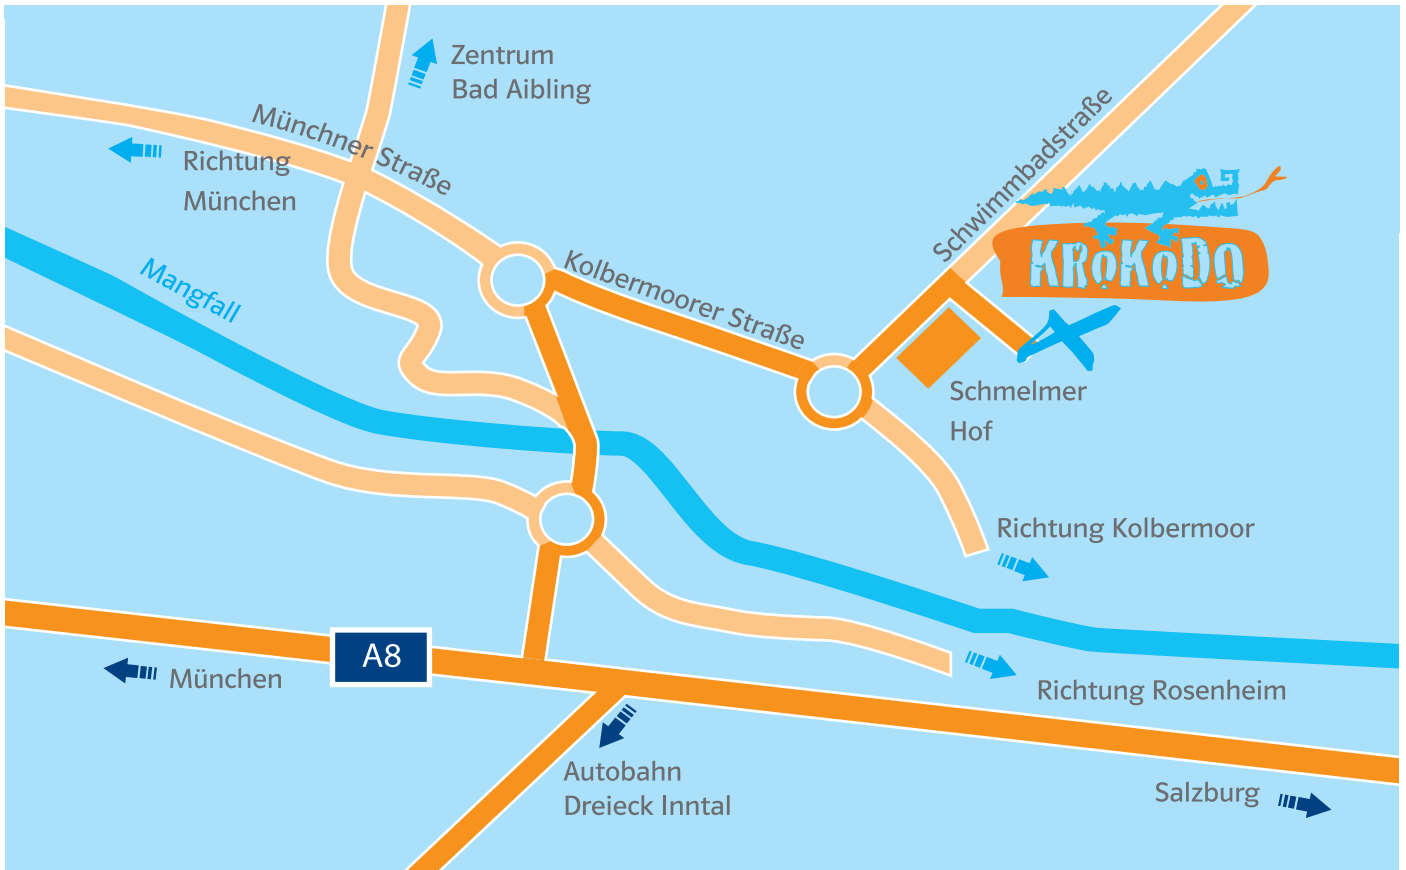 Zentrum
Bad Aibling
Münchner Straße
Richtung
München
Schwimmbadstraße
KROKODO
Mangfall
Kolbermoorer Straße
Schmelmer
Hof
Richtung Kolbermoor
A8
München
Richtung Rosenheim
Autobahn
Dreieck Inntal
Salzburg